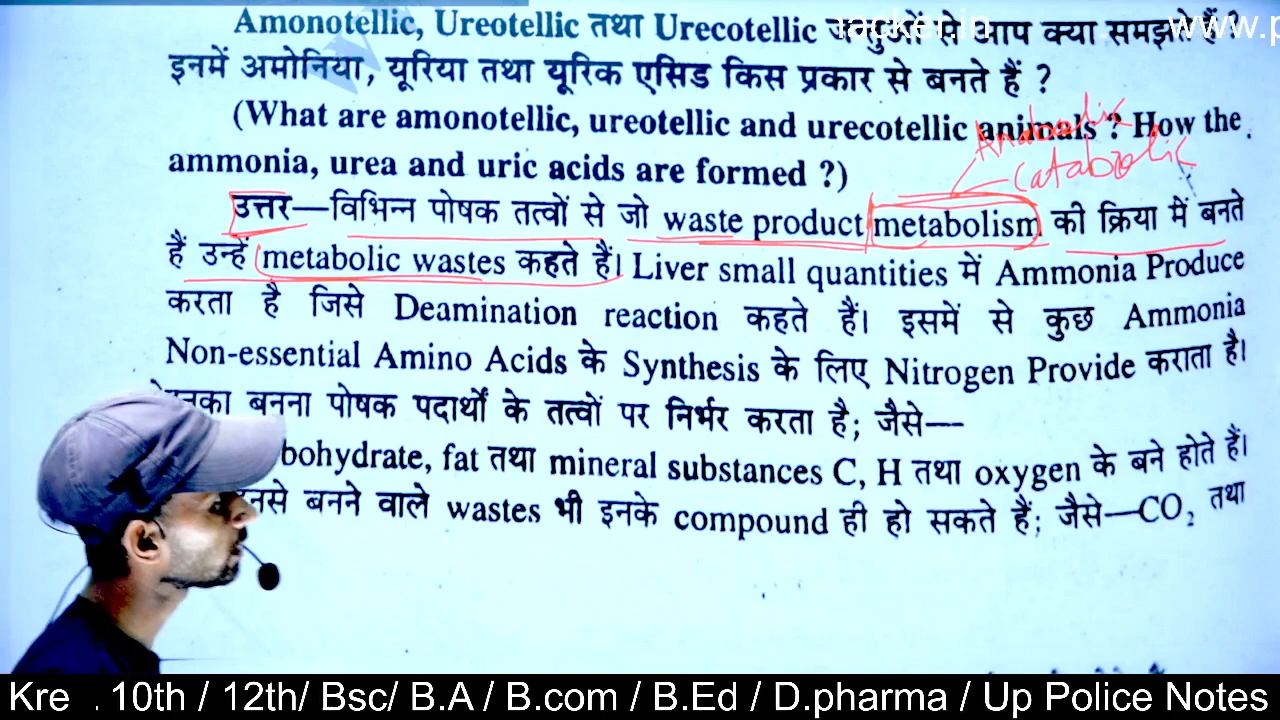 Amonotellic, Ureotellic तथा Urecotellic जन्तुओं से आप क्या समझते हैं ?
इनमें अमोनिया, यूरिया तथा यूरिक एसिड किस प्रकार से बनते हैं ?
(What are amonotellic, ureotellic and urecotellic animals ? How the
ammonia, urea and uric acids are formed ?)
Anabolic
Catabolic
उत्तर—विभिन्न पोषक तत्वों से जो waste product metabolism की क्रिया में बनते
हैं उन्हें metabolic wastes कहते हैं। Liver small quantities में Ammonia Produce
करता है जिसे Deamination reaction कहते हैं। इसमें से कुछ Ammonia
Non-essential Amino Acids के Synthesis के लिए Nitrogen Provide कराता है।
बनना पोषक पदार्थों के तत्वों पर निर्भर करता है; जैसे—
bohydrate, fat तथा mineral substances C, H तथा oxygen के बने होते हैं।
नसे बनने वाले wastes भी इनके compound ही हो सकते हैं; जैसे—CO₂ तथा
Kre . 10th / 12th/ Bsc/ B.A / B.com / B.Ed / D.pharma / Up Police Notes